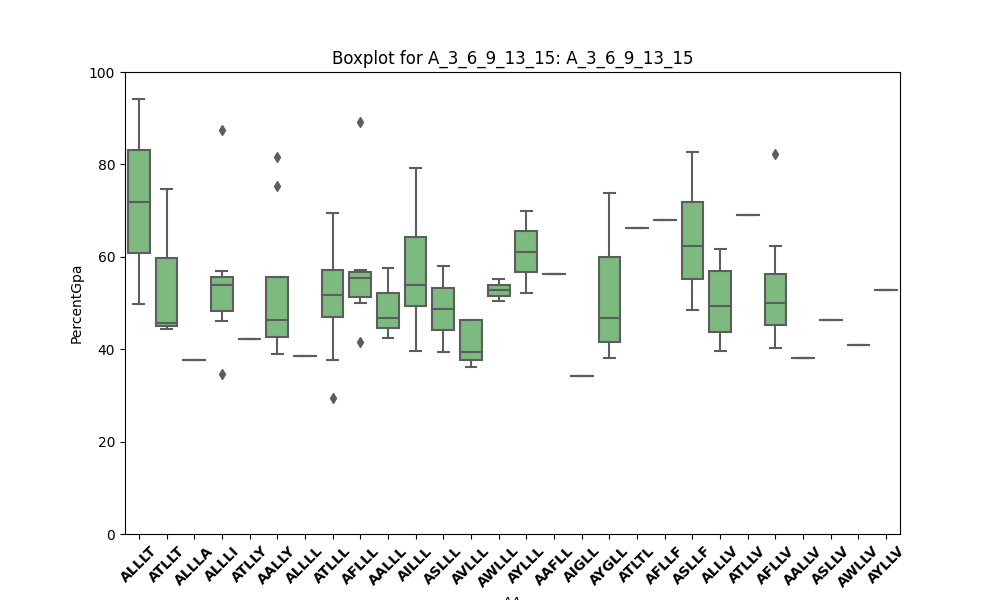 Boxplot for A_3_6_9_13_15: A_3_6_9_13_15
100
80
60
40
20
0
PercentGpa
ALLLT
ATLLT
ALLLA
ALLLI
ATLLY
AALLY
ALLLL
ATLLL
AFLLL
AALLL
AILLL
ASLLL
AVLLL
AWLLL
AYLLL
AAFLL
AIGLL
AYGLL
ATLTL
AFLLF
ASLLF
ALLLV
ATLLV
AFLLV
AALLV
ASLLV
AWLLV
AYLLV
AA